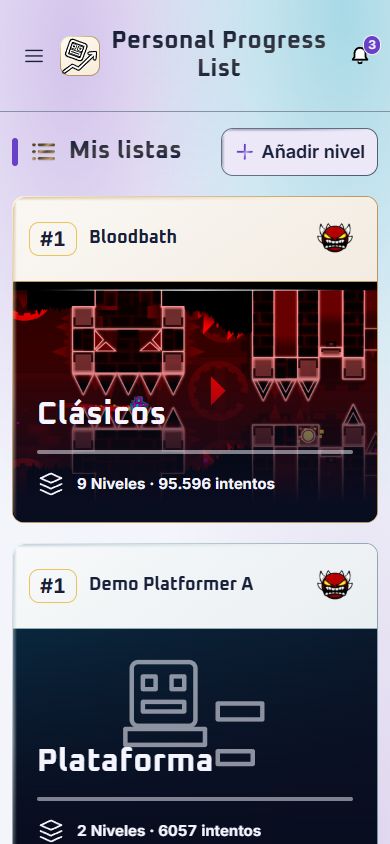 Personal Progress
List
3
Mis listas
Añadir nivel
#1 Bloodbath
Clásicos
9 Niveles · 95.596 intentos
#1 Demo Platformer A
Plataforma
2 Niveles · 6057 intentos